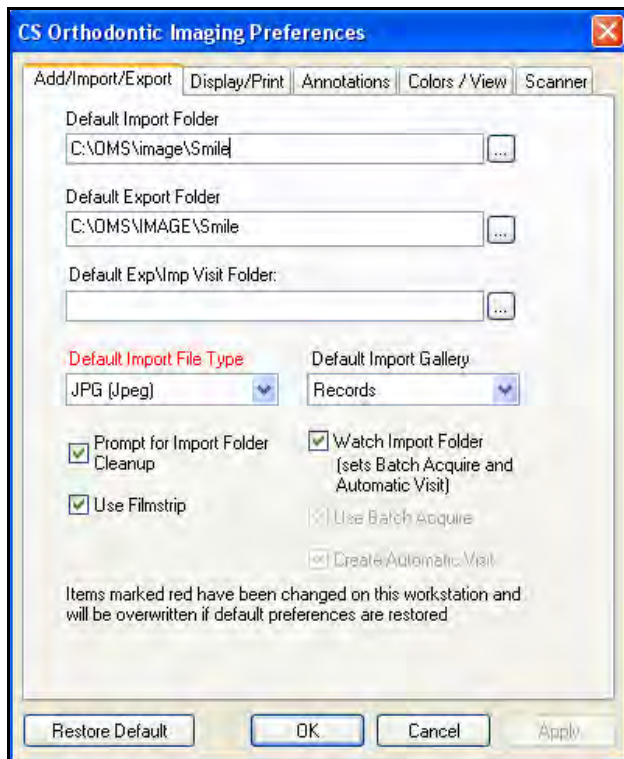 CS Orthodontic Imaging Preferences
Add/Import/Export Display/Print Annotations Colors / View Scanner
Default Import Folder
C:\OMS\image\Smile
...
Default Export Folder
C:\OMS\IMAGE\Smile
...
Default Exp\Imp Visit Folder:
...
Default Import File Type
JPG (Jpeg)
Default Import Gallery
Records
Prompt for Import Folder
Cleanup
Use Filmstrip
Watch Import Folder
(sets Batch Acquire and
Automatic Visit)
Use Batch Acquire
Create Automatic Visit
Items marked red have been changed on this workstation and
will be overwritten if default preferences are restored
Restore Default OK Cancel Apply